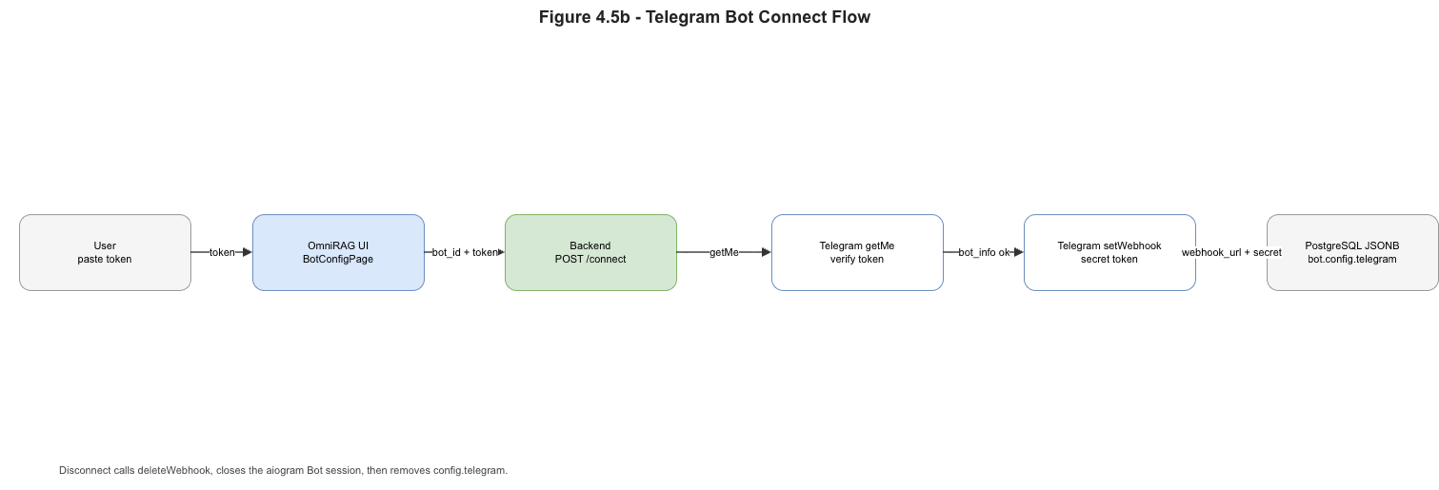 Figure 4.5b - Telegram Bot Connect Flow
User
paste token
token
OmniRAG UI
BotConfigPage
bot_id + token
Backend
POST /connect
getMe
Telegram getMe
verify token
bot_info ok
Telegram setWebhook
secret token
webhook_url + secret
PostgreSQL JSONB
bot.config.telegram
Disconnect calls deleteWebhook, closes the aiogram Bot session, then removes config.telegram.